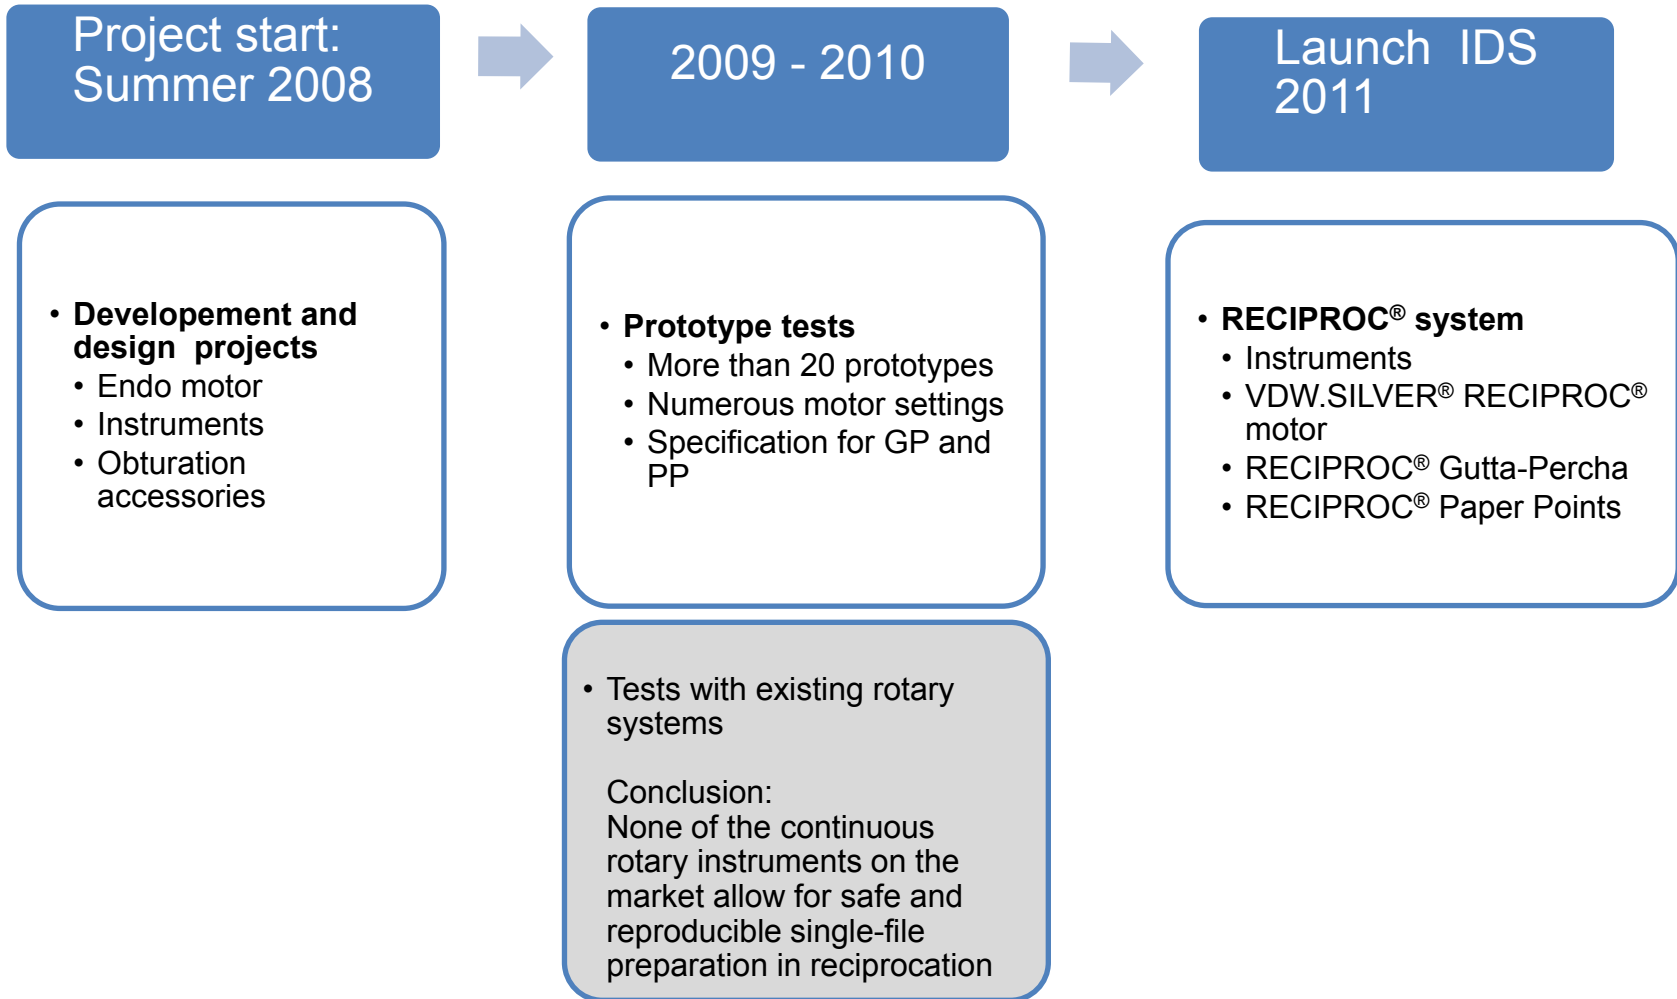 Project start:
Summer 2008
2009 - 2010
Launch IDS
2011
• Developement and
design projects
• Endo motor
• Instruments
• Obturation
accessories
• Prototype tests
• More than 20 prototypes
• Numerous motor settings
• Specification for GP and
PP
• Tests with existing rotary
systems
Conclusion:
None of the continuous
rotary instruments on the
market allow for safe and
reproducible single-file
preparation in reciprocation
• RECIPROC® system
• Instruments
• VDW.SILVER® RECIPROC®
motor
• RECIPROC® Gutta-Percha
• RECIPROC® Paper Points